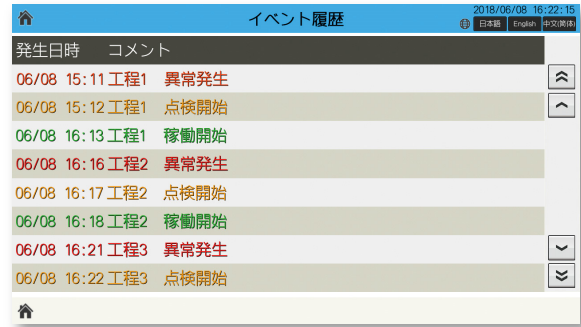 イベント履歴
2018/06/08 16:22:15
日本語 English 中文(简体)
発生日時 コメント
06/08 15:11 工程1 異常発生
06/08 15:12 工程1 点検開始
06/08 16:13 工程1 稼働開始
06/08 16:16 工程2 異常発生
06/08 16:17 工程2 点検開始
06/08 16:18 工程2 稼働開始
06/08 16:21 工程3 異常発生
06/08 16:22 工程3 点検開始